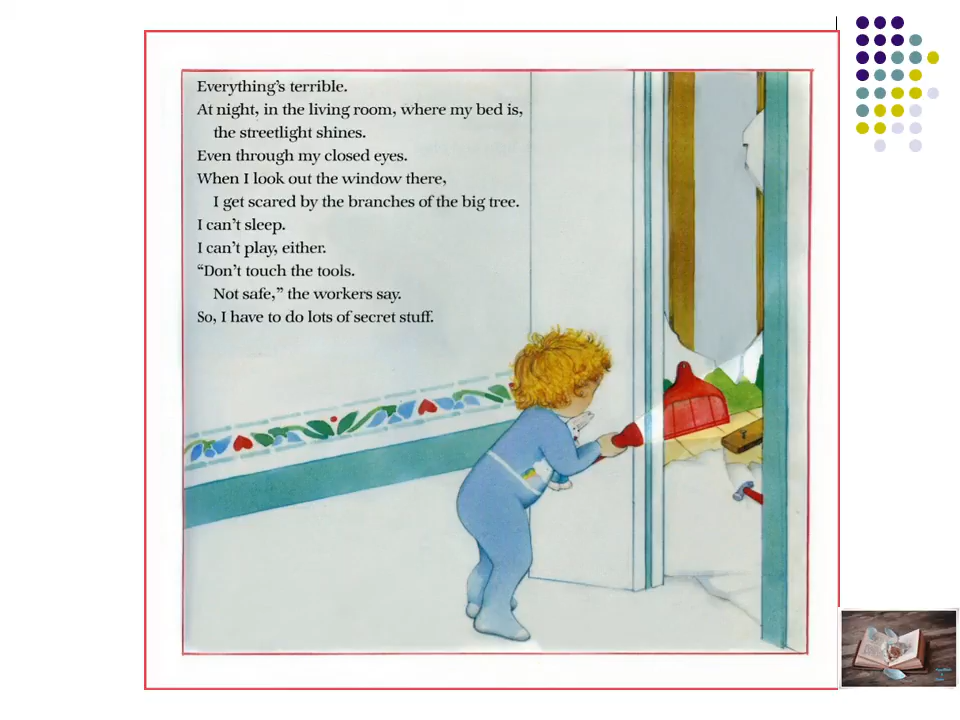 Everything's terrible.
At night, in the living room, where my bed is,
the streetlight shines.
Even through my closed eyes.
When I look out the window there,
I get scared by the branches of the big tree.
I can't sleep.
I can't play, either.
“Don't touch the tools.
Not safe,” the workers say.
So, I have to do lots of secret stuff.